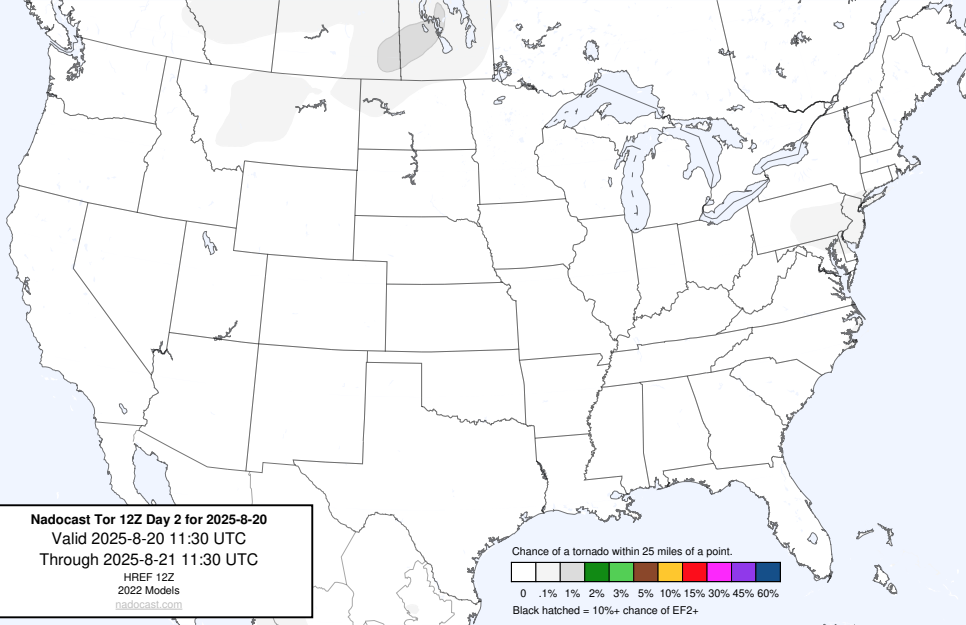 Nadocast Tor 12Z Day 2 for 2025-8-20
Valid 2025-8-20 11:30 UTC
Through 2025-8-21 11:30 UTC
HREF 12Z
2022 Models
nadocast.com
Chance of a tornado within 25 miles of a point.
0 .1% 1% 2% 3% 5% 10% 15% 30% 45% 60%
Black hatched = 10%+ chance of EF2+